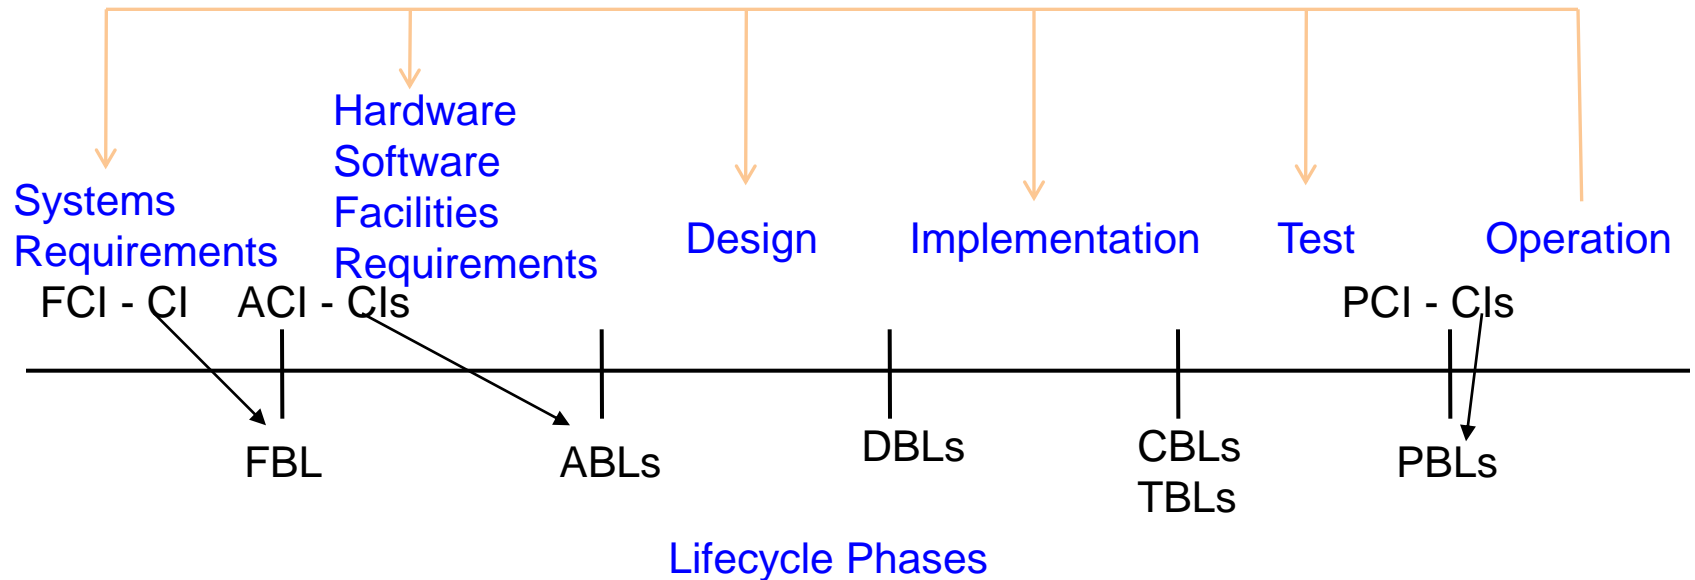 Systems
Requirements
Hardware
Software
Facilities
Requirements
Design
Implementation
Test
Operation
FCI - CI
ACI - CIs
PCI - CIs
FBL
ABLs
DBLs
CBLs
TBLs
PBLs
Lifecycle Phases